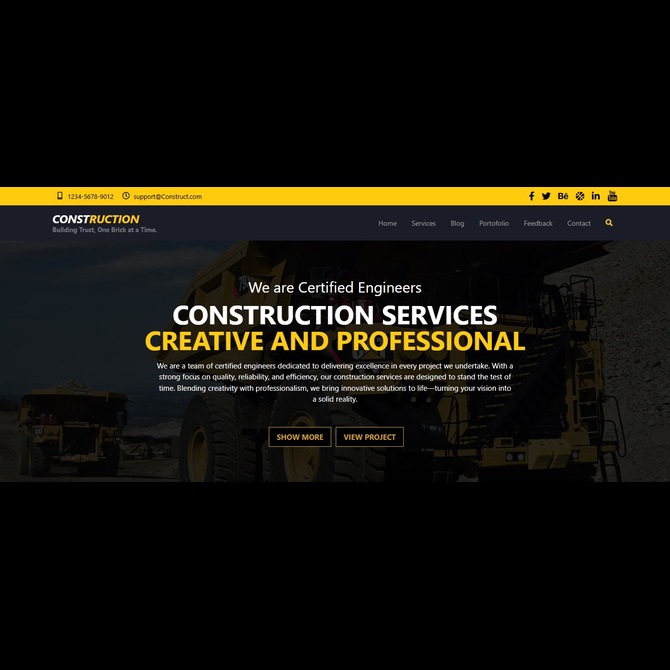 1234-5678-9012 support@Construct.com
CONSTRUCTION
Building Trust, One Brick at a Time.
Home Services Blog Portofolio Feedback Contact
We are Certified Engineers
CONSTRUCTION SERVICES
CREATIVE AND PROFESSIONAL
We are a team of certified engineers dedicated to delivering excellence in every project we undertake. With a
strong focus on quality, reliability, and efficiency, our construction services are designed to stand the test of
time. Blending creativity with professionalism, we bring innovative solutions to life—turning your vision into
a solid reality.
SHOW MORE VIEW PROJECT